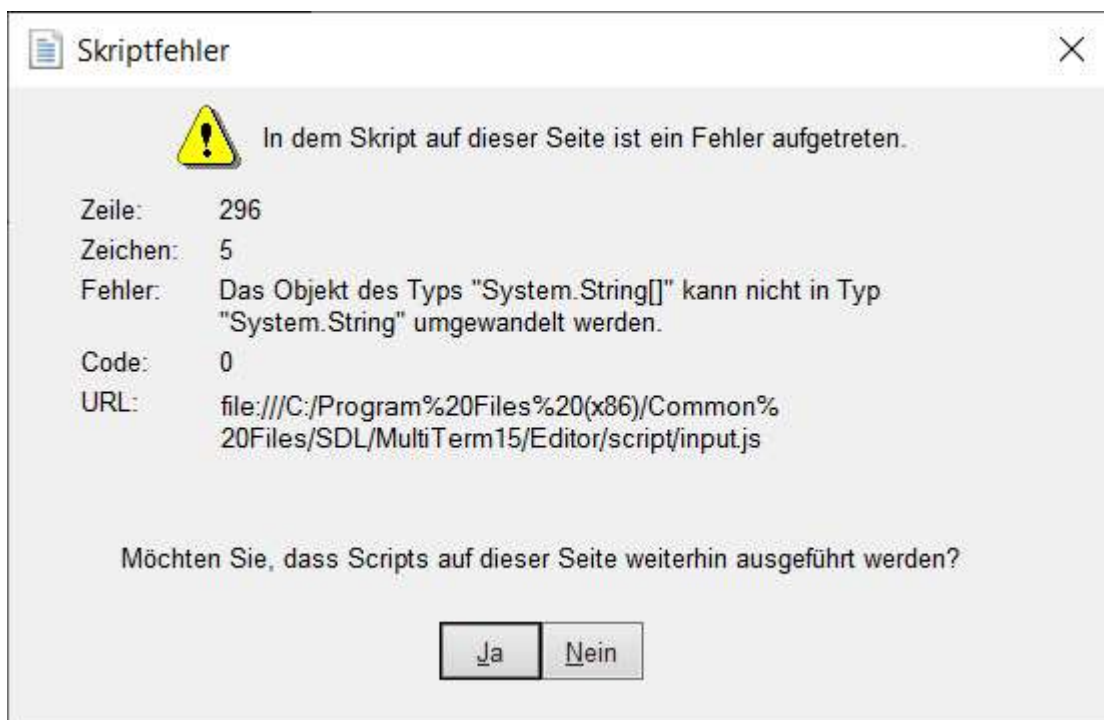 Skriptfehler
In dem Skript auf dieser Seite ist ein Fehler aufgetreten.
Zeile: 296
Zeichen: 5
Fehler: Das Objekt des Typs "System.String[]" kann nicht in Typ
"System.String" umgewandelt werden.
Code: 0
URL: file:///C:/Program%20Files%20(x86)/Common%
20Files/SDL/MultiTerm15/Editor/script/input.js
Möchten Sie, dass Scripts auf dieser Seite weiterhin ausgeführt werden?
Ja Nein